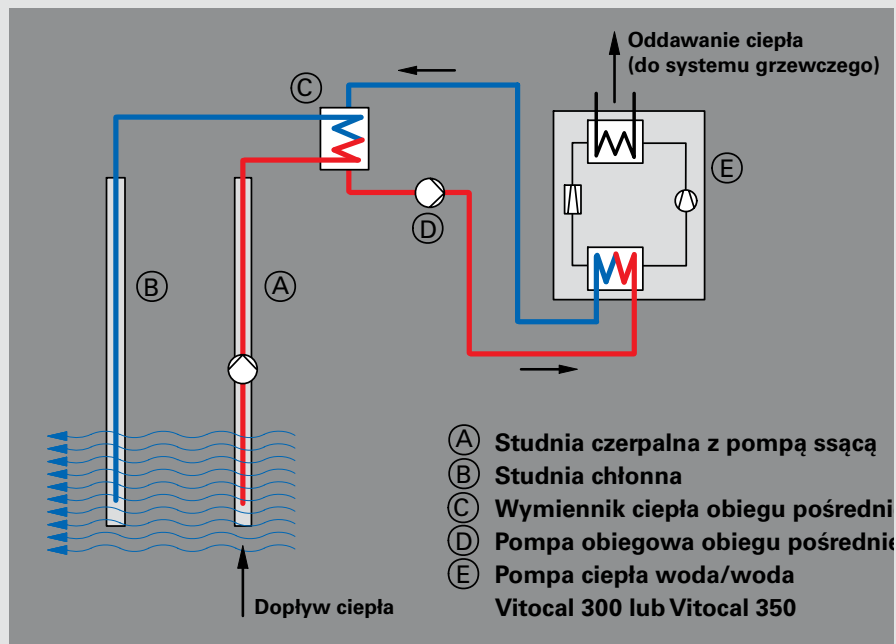 Oddawanie ciepła
(do systemu grzewczego)
C
E
D
B
A
A Studnia czerpalna z pompą ssącą
B Studnia chłonna
C Wymiennik ciepła obiegu pośredni
D Pompa obiegowa obiegu pośrednie
E Pompa ciepła woda/woda
Vitocal 300 lub Vitocal 350
Dopływ ciepła